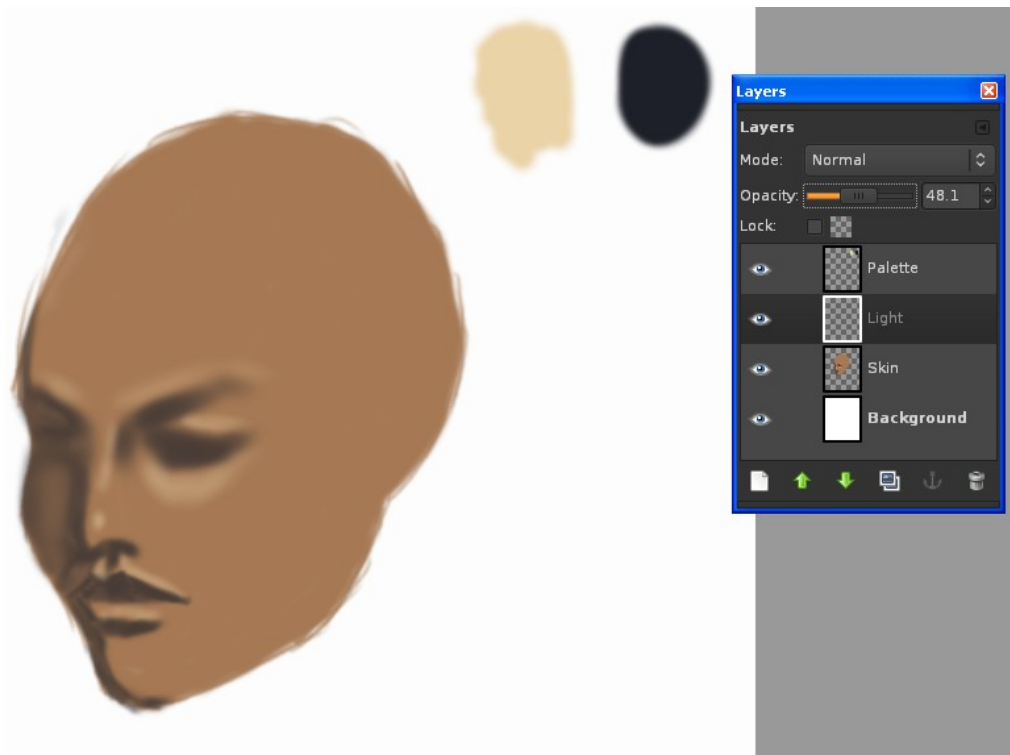 Layers
Layers
Mode: Normal
Opacity: 48.1
Lock:
Palette
Light
Skin
Background